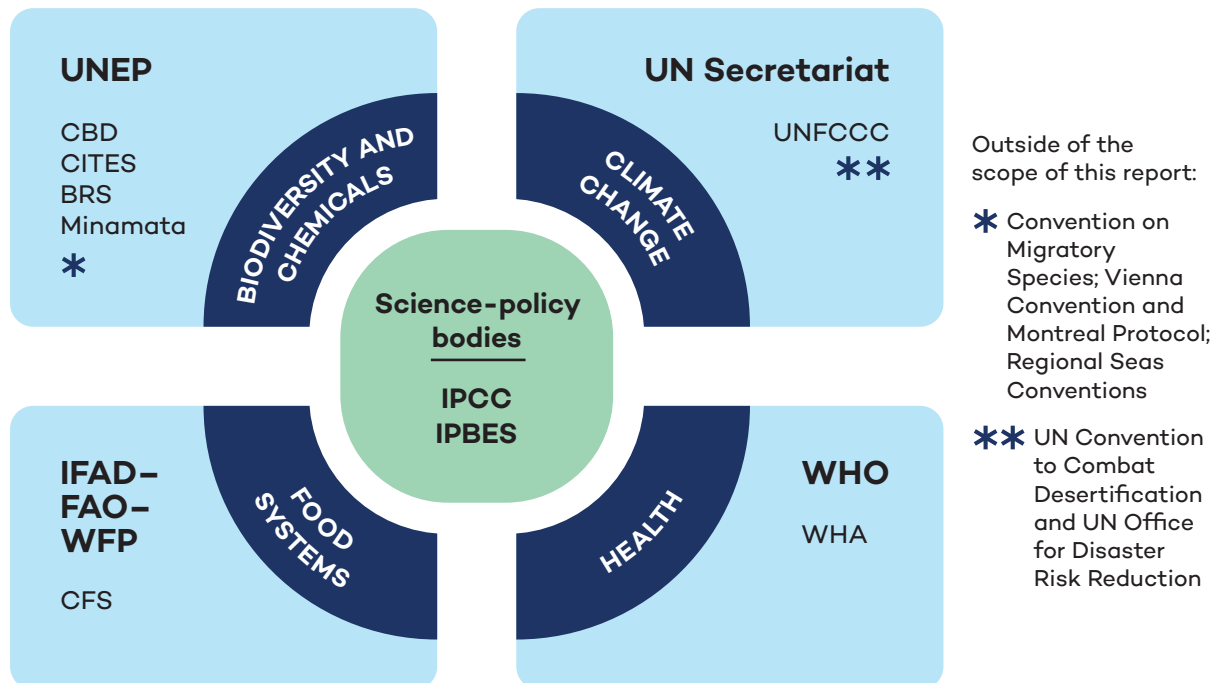 UNEP
CBD
CITES
BRS
Minamata
*
BIODIVERSITY AND
CHEMICALS
UN Secretariat
UNFCCC
**
CLIMATE
CHANGE
Science-policy
bodies
IPCC
IPBES
IFAD–
FAO–
WFP
CFS
FOOD
SYSTEMS
WHO
WHA
HEALTH
Outside of the
scope of this report:
* Convention on
Migratory
Species; Vienna
Convention and
Montreal Protocol;
Regional Seas
Conventions
** UN Convention
to Combat
Desertification
and UN Office
for Disaster
Risk Reduction